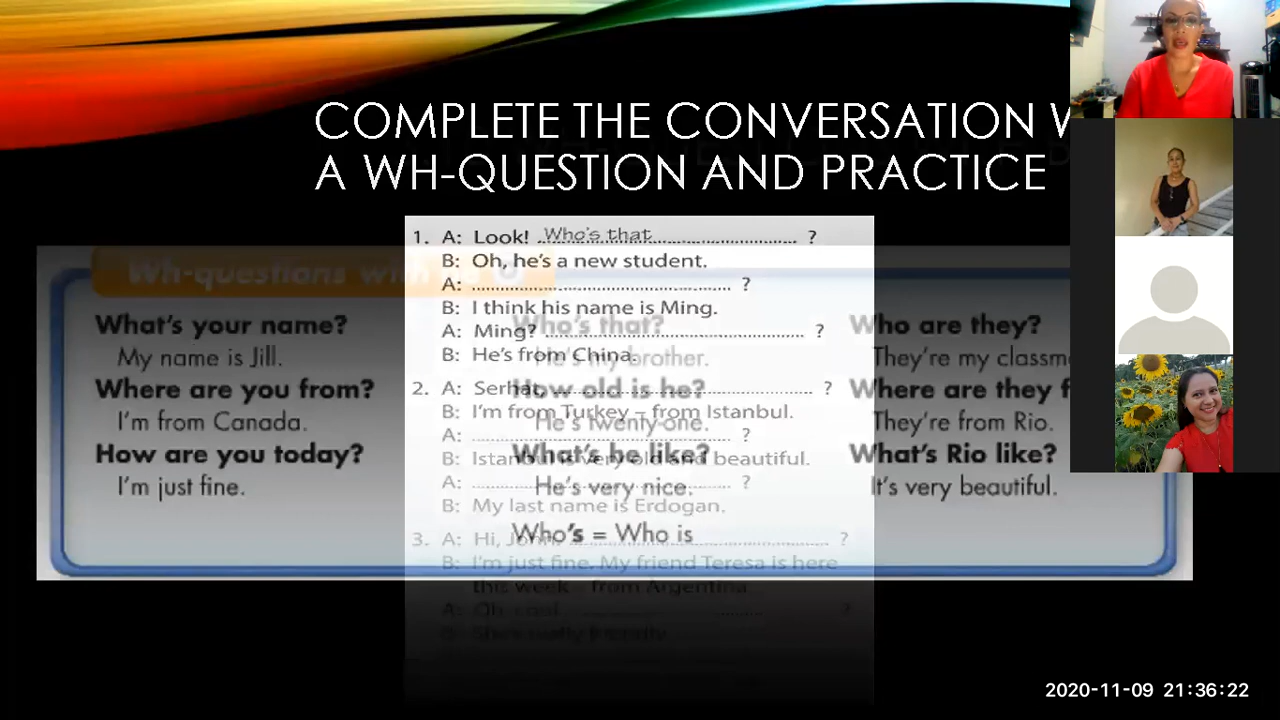 COMPLETE THE CONVERSATION W
A WH-QUESTION AND PRACTICE
1. A: Look! Who's that ?
B: Oh, he's a new student.
A: ?
B: I think his name is Ming.
A: Ming? ?
B: He's from China.
2. A: Serhat, ?
B: I'm from Turkey – from Istanbul.
A: ?
B: Istanbul is very old and beautiful.
A: ?
B: My last name is Erdogan.
3. A: Hi, ?
B: I'm just fine. My friend Teresa is here
this week – from Argentina.
A: Oh, cool. ?
B: She's really friendly.
Wh-questions with be
What's your name?
My name is Jill.
Where are you from?
I'm from Canada.
How are you today?
I'm just fine.
Who's that?
He's my brother.
How old is he?
He's twenty-one.
What's he like?
He's very nice.
Who's = Who is
Who are they?
They're my classm
Where are they f
They're from Rio.
What's Rio like?
It's very beautiful.
2020-11-09 21:36:22